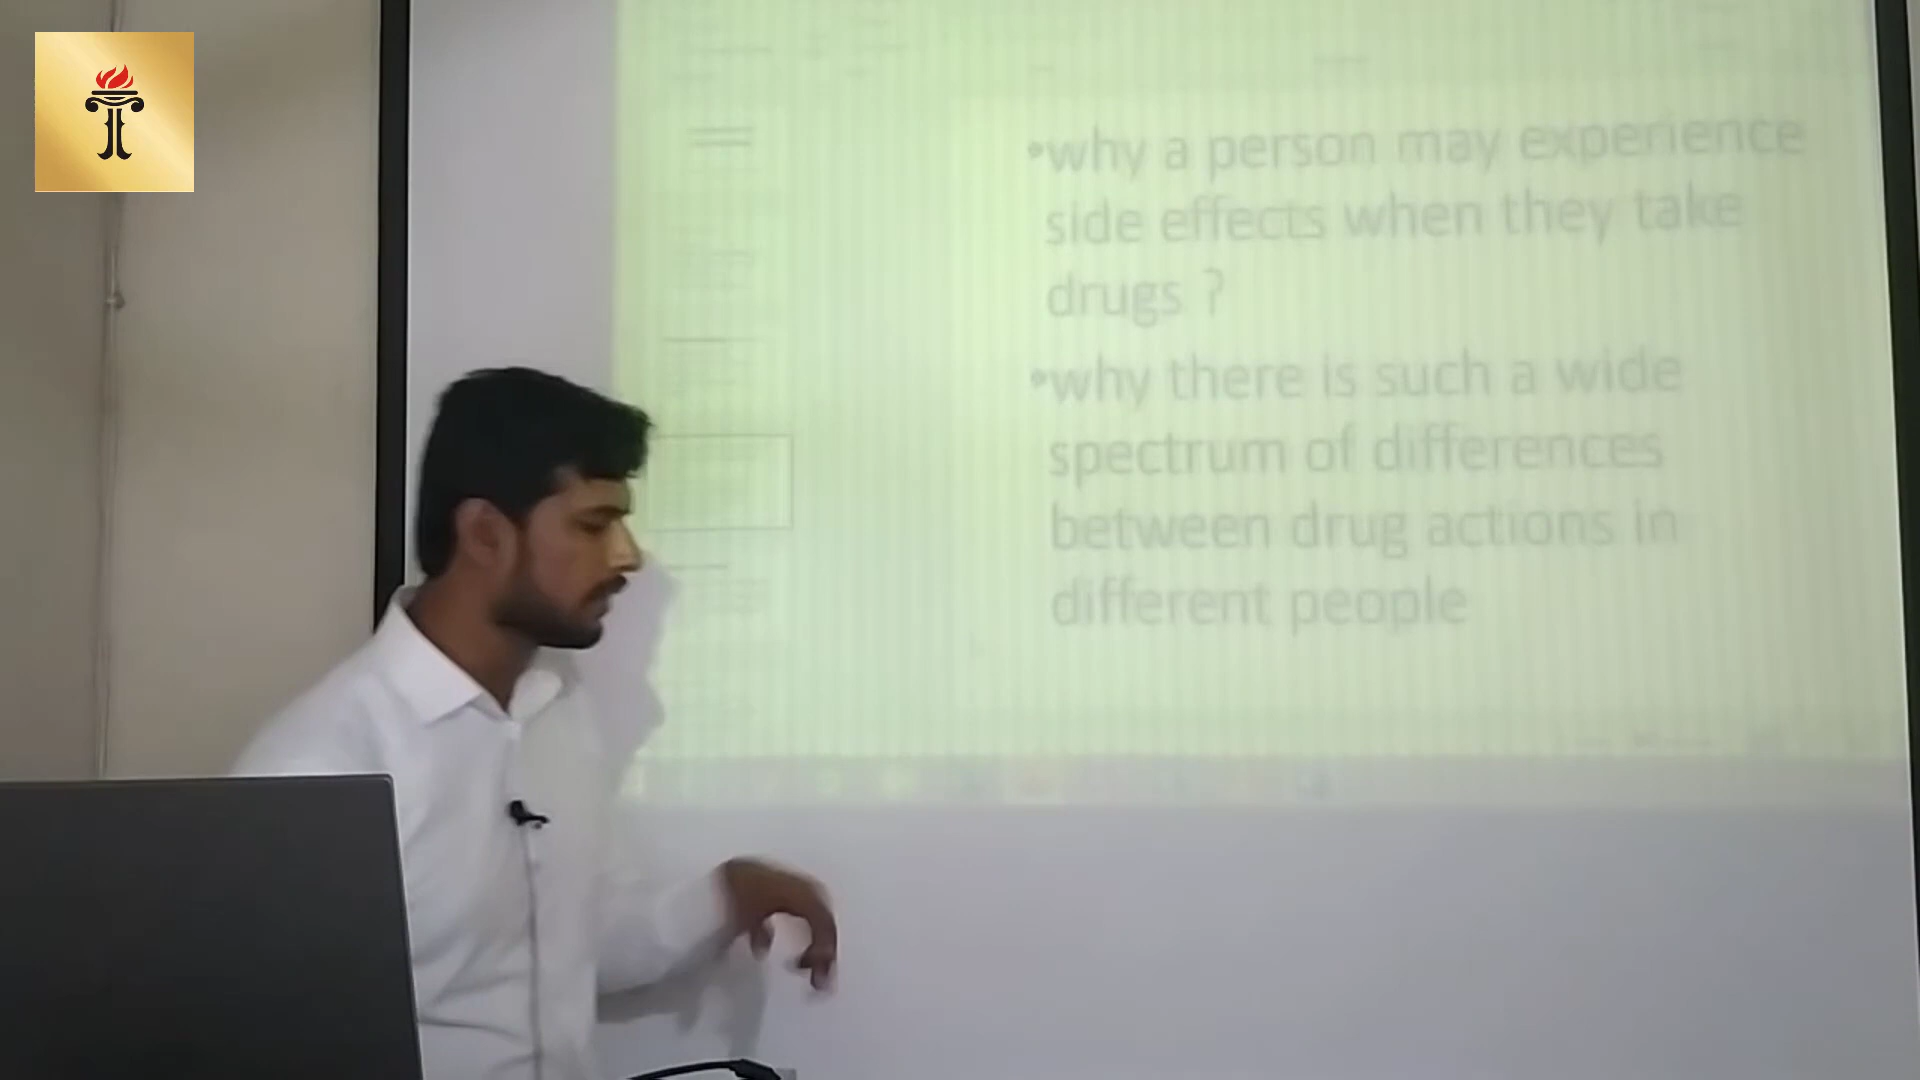 •why a person may experience
side effects when they take
drugs ?
•why there is such a wide
spectrum of differences
between drug actions in
different people